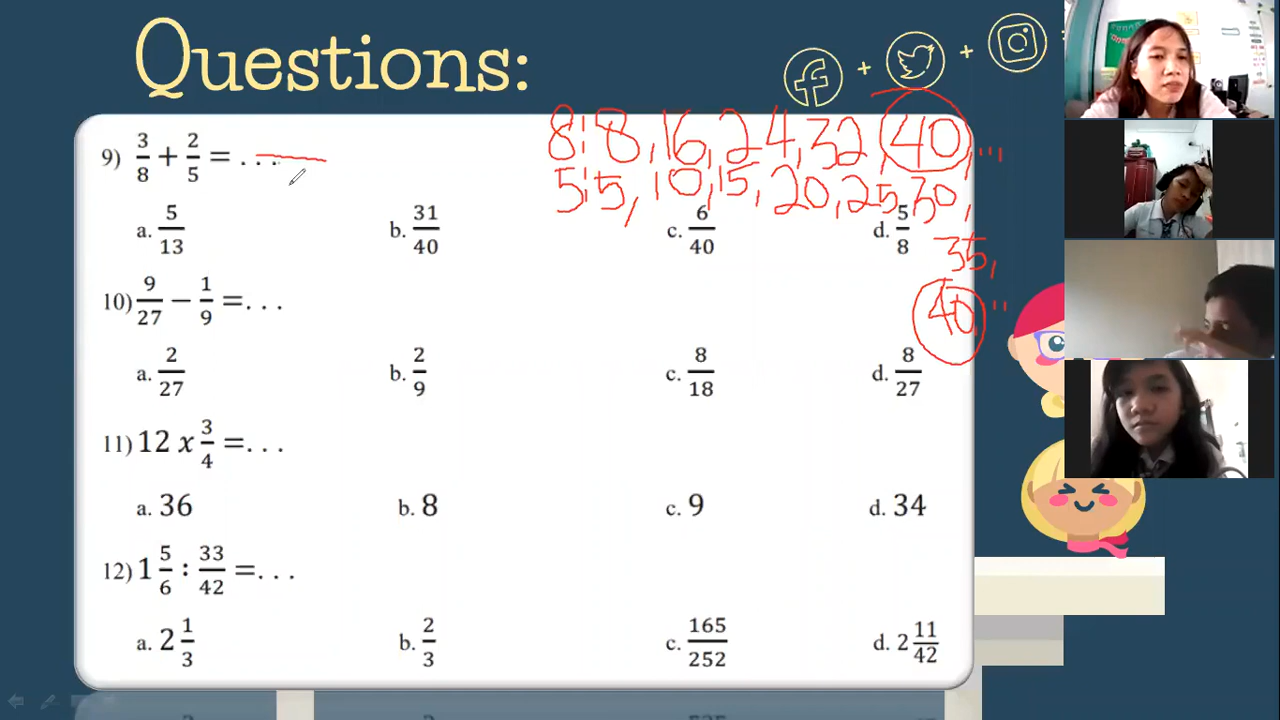 Questions:
+ +
8: 8, 16, 24, 32, 40, ...
5: 5, 10, 15, 20, 25, 30,
35,
40, ...
9) 3/8 + 2/5 = . . .
a. 5/13 b. 31/40 c. 6/40 d. 5/8
10) 9/27 − 1/9 = . . .
a. 2/27 b. 2/9 c. 8/18 d. 8/27
11) 12 x 3/4 = . . .
a. 36 b. 8 c. 9 d. 34
12) 1 5/6 : 33/42 = . . .
a. 2 1/3 b. 2/3 c. 165/252 d. 2 11/42